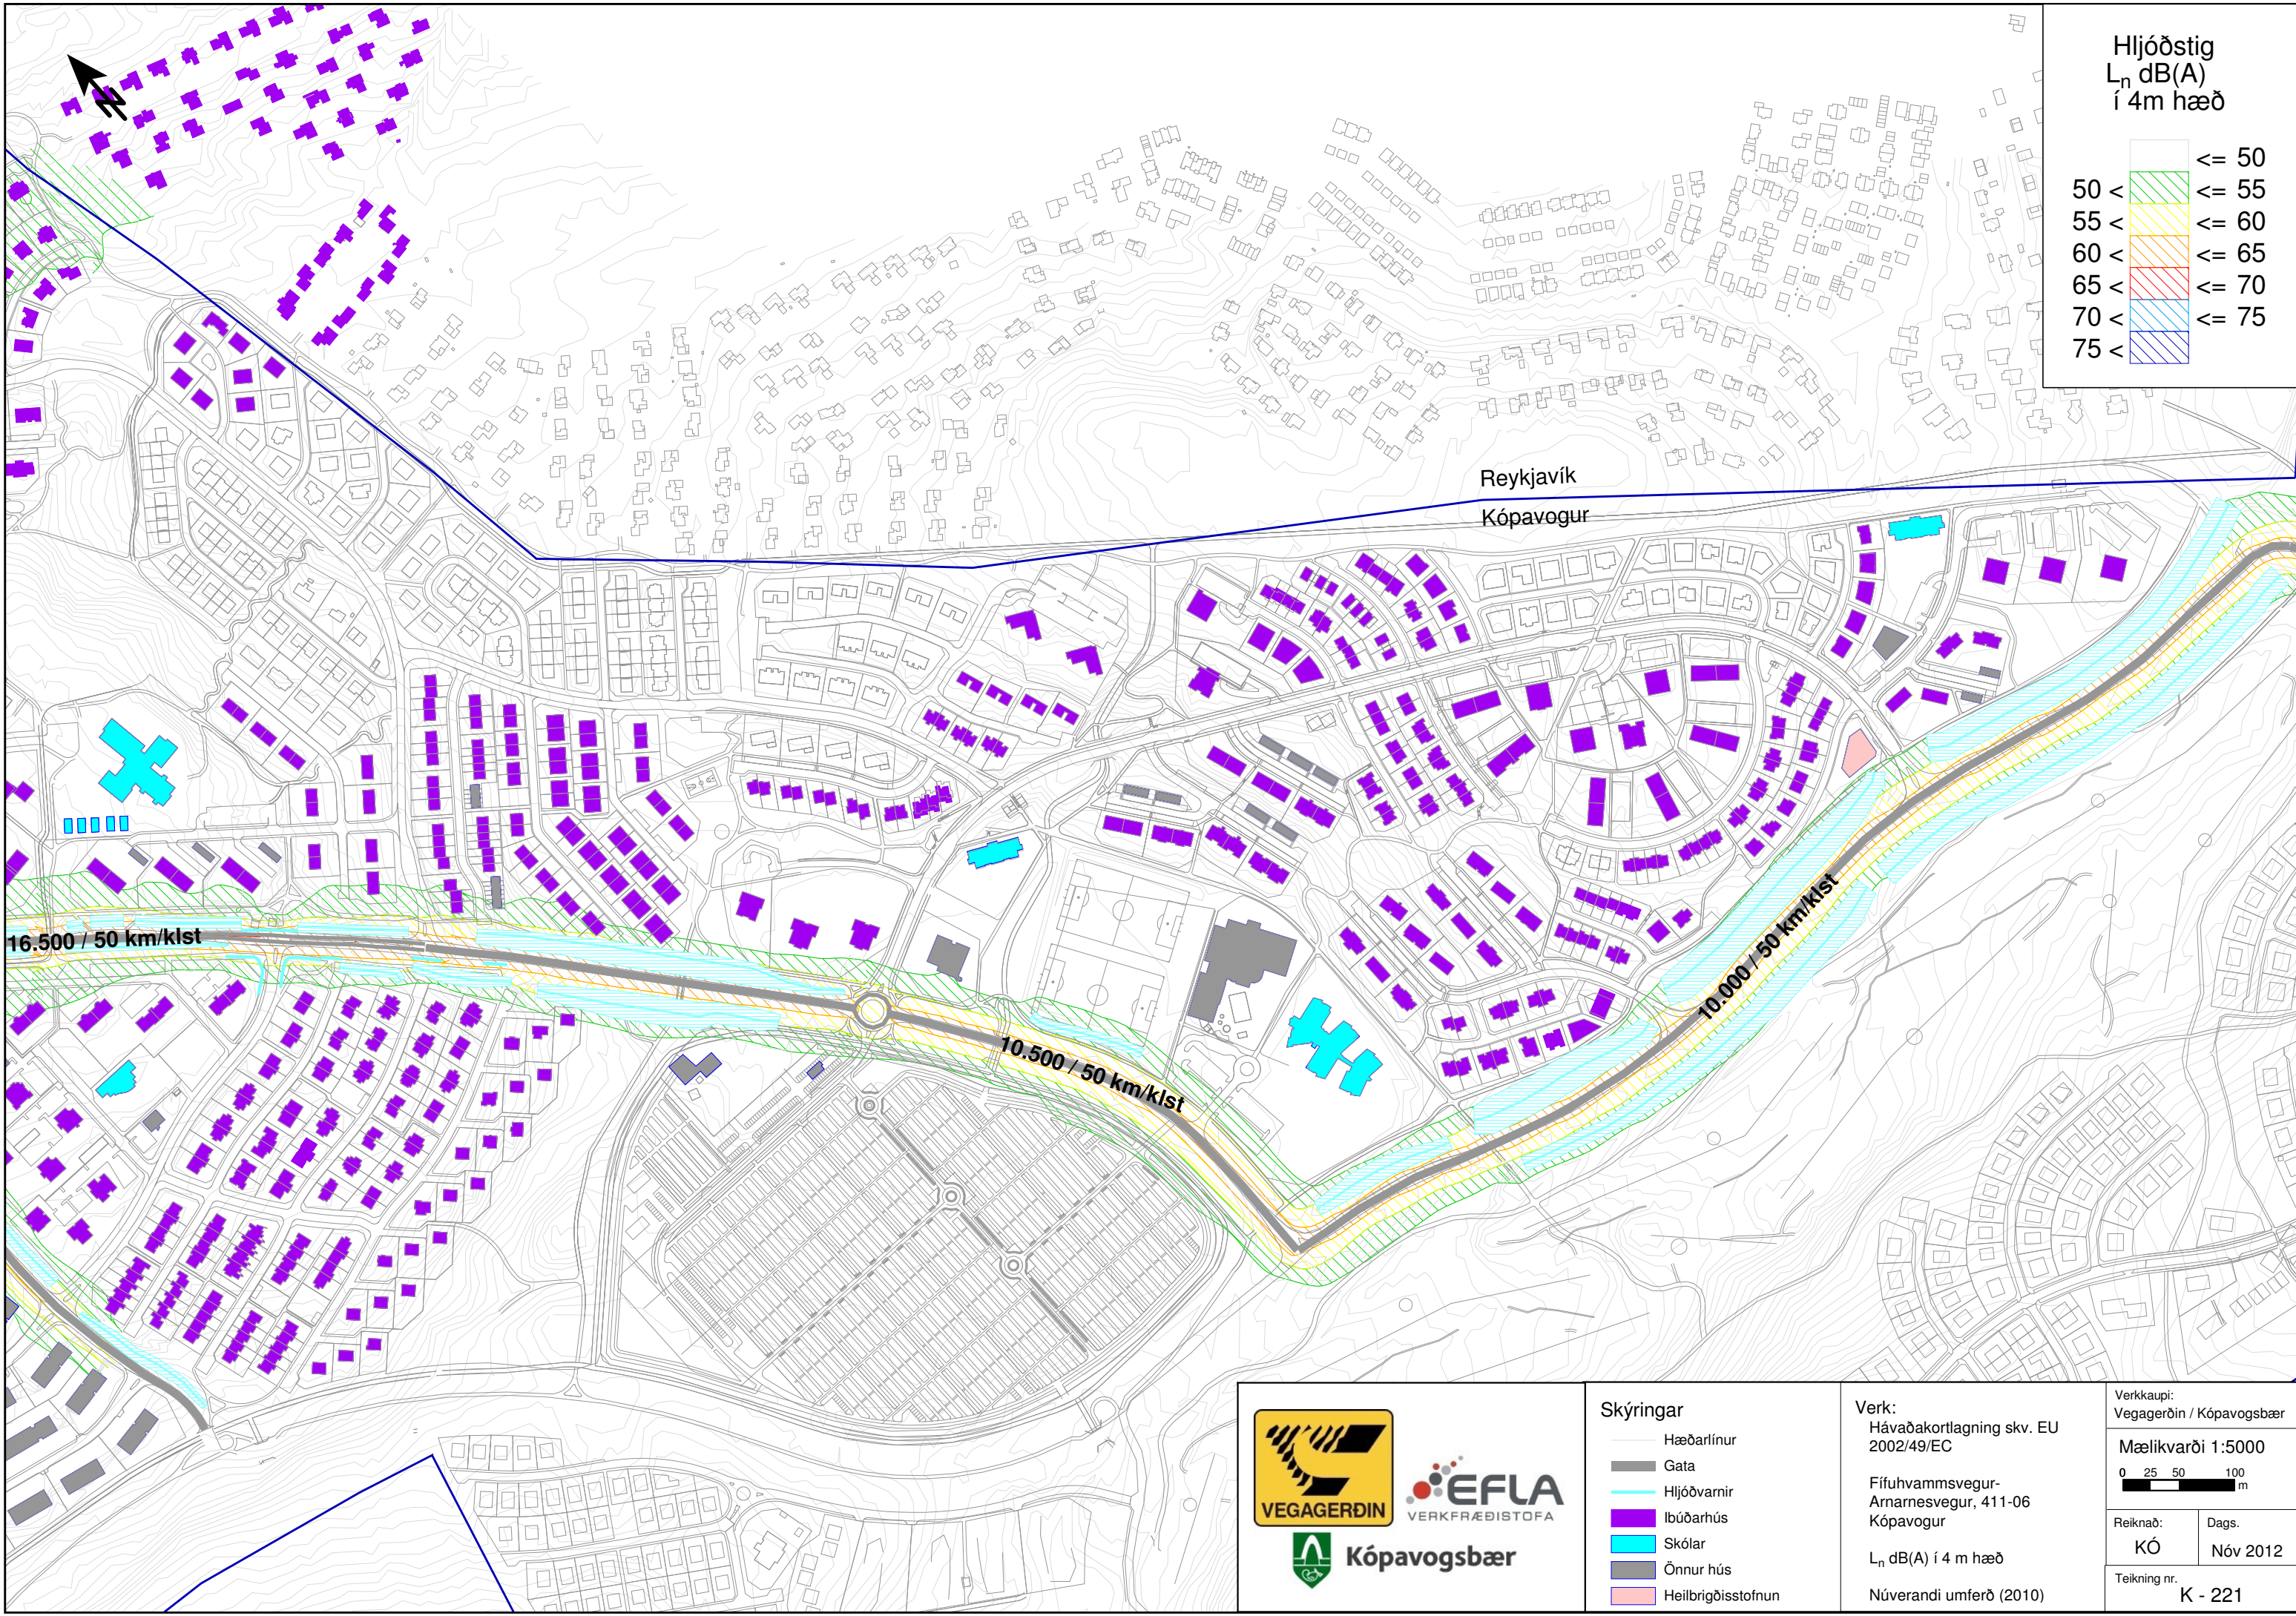 N
Hljóðstig
Ln dB(A)
í 4m hæð
<= 50
50 < <= 55
55 < <= 60
60 < <= 65
65 < <= 70
70 < <= 75
75 <
Reykjavík
Kópavogur
16.500 / 50 km/klst
10.500 / 50 km/klst
10.000 / 50 km/klst
VEGAGERÐIN
EFLA
VERKFRÆÐISTOFA
Kópavogsbær
Skýringar
Hæðarlínur
Gata
Hljóðvarnir
Íbúðarhús
Skólar
Önnur hús
Heilbrigðisstofnun
Verk:
Hávaðakortlagning skv. EU
2002/49/EC
Fífuhvammsvegur-
Arnarnesvegur, 411-06
Kópavogur
Ln dB(A) í 4 m hæð
Núverandi umferð (2010)
Verkkaupi:
Vegagerðin / Kópavogsbær
Mælikvarði 1:5000
0 25 50 100
m
Reiknað:
KÓ
Dags.
Nóv 2012
Teikning nr.
K - 221